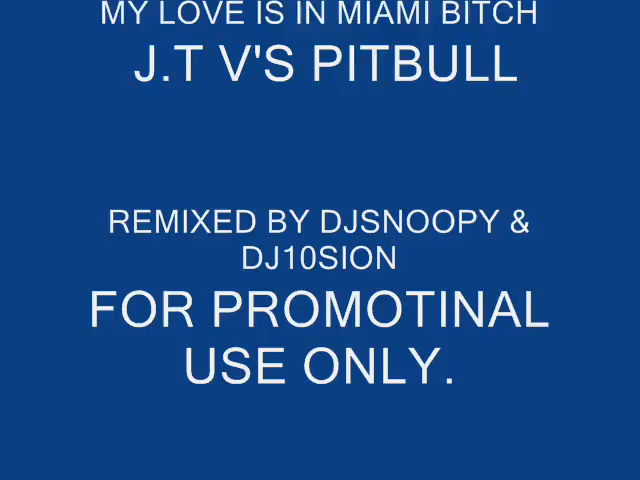 MY LOVE IS IN MIAMI BITCH
J.T V'S PITBULL
REMIXED BY DJSNOOPY &
DJ10SION
FOR PROMOTINAL
USE ONLY.